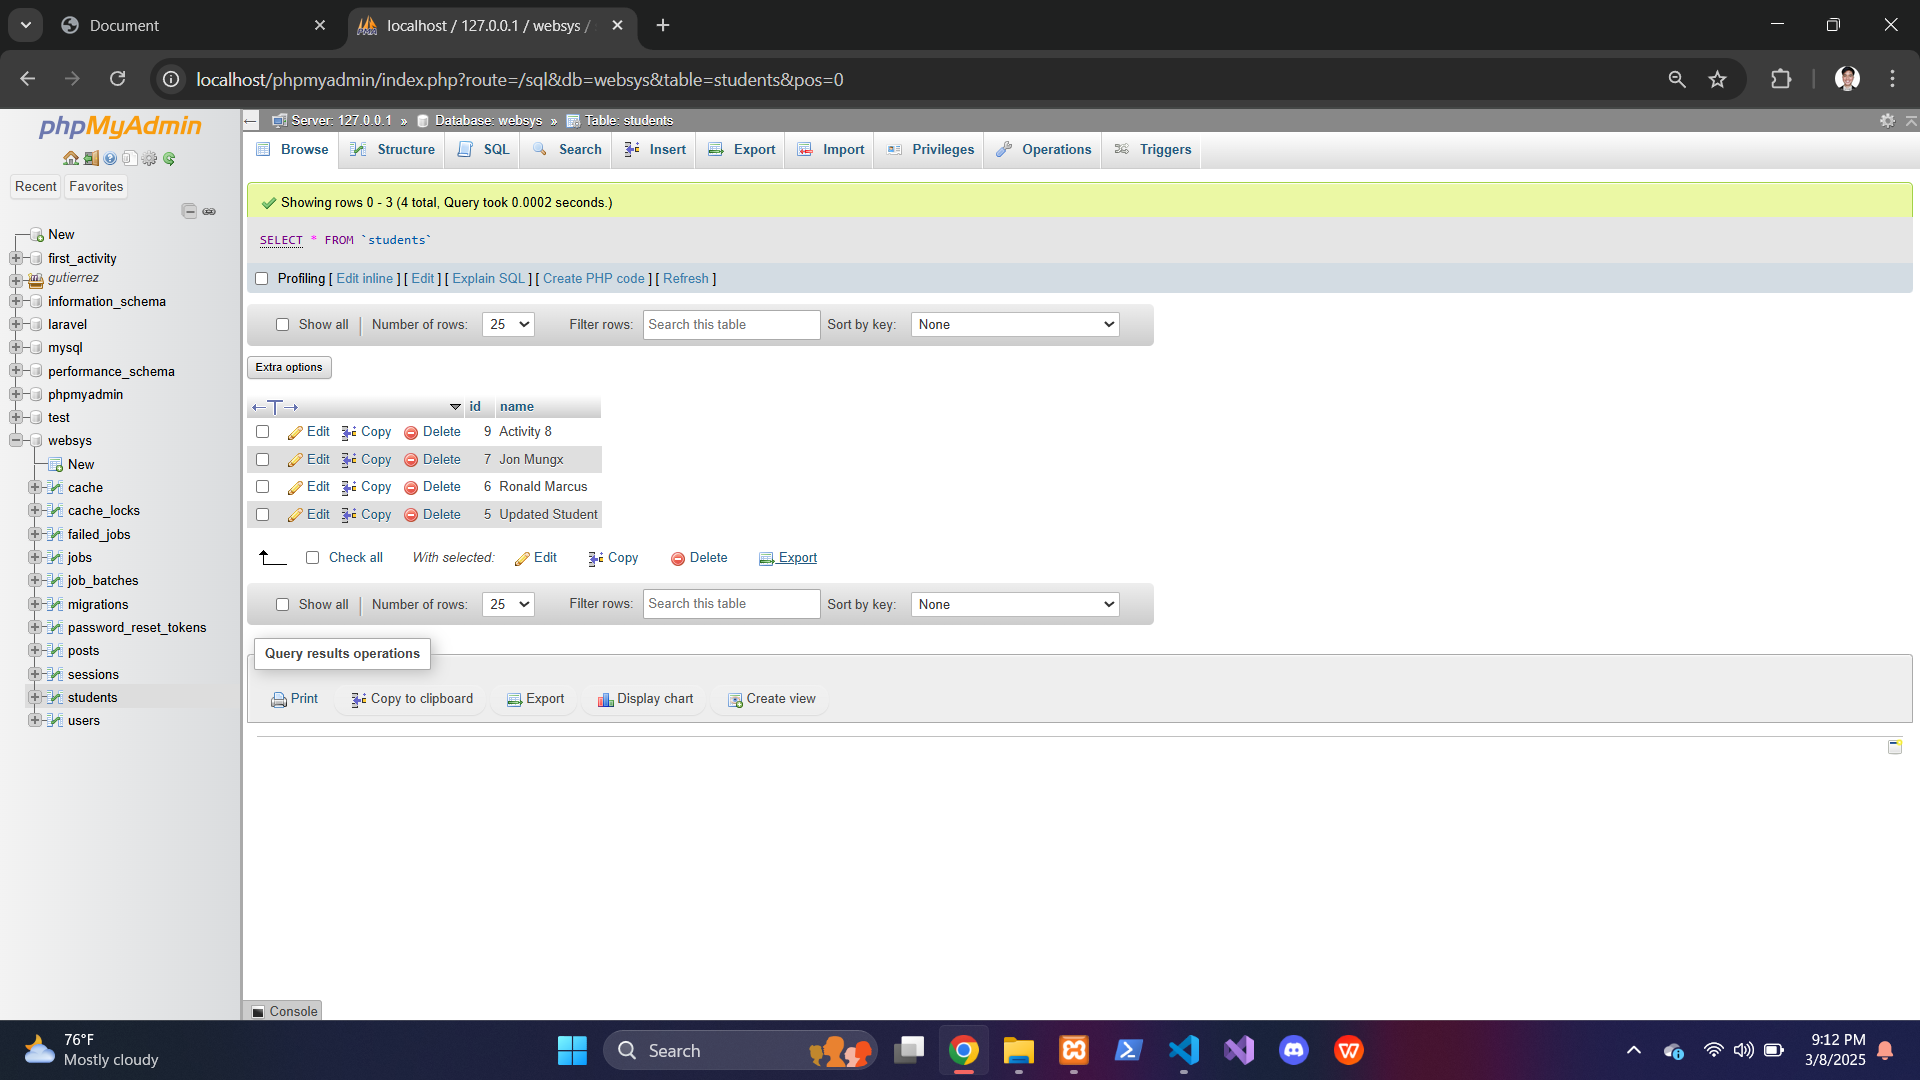 Document
localhost / 127.0.0.1 / websys /
localhost/phpmyadmin/index.php?route=/sql&db=websys&table=students&pos=0
phpMyAdmin
Recent Favorites
New
first_activity
gutierrez
information_schema
laravel
mysql
performance_schema
phpmyadmin
test
websys
New
cache
cache_locks
failed_jobs
jobs
job_batches
migrations
password_reset_tokens
posts
sessions
students
users
Server: 127.0.0.1 » Database: websys » Table: students
Browse Structure SQL Search Insert Export Import Privileges Operations Triggers
Showing rows 0 - 3 (4 total, Query took 0.0002 seconds.)
SELECT * FROM `students`
Profiling [ Edit inline ] [ Edit ] [ Explain SQL ] [ Create PHP code ] [ Refresh ]
Show all | Number of rows: 25 Filter rows: Search this table Sort by key: None
Extra options
←T→ id name
Edit Copy Delete 9 Activity 8
Edit Copy Delete 7 Jon Mungx
Edit Copy Delete 6 Ronald Marcus
Edit Copy Delete 5 Updated Student
Check all With selected: Edit Copy Delete Export
Show all | Number of rows: 25 Filter rows: Search this table Sort by key: None
Query results operations
Print Copy to clipboard Export Display chart Create view
Console
76°F
Mostly cloudy
Search
9:12 PM
3/8/2025